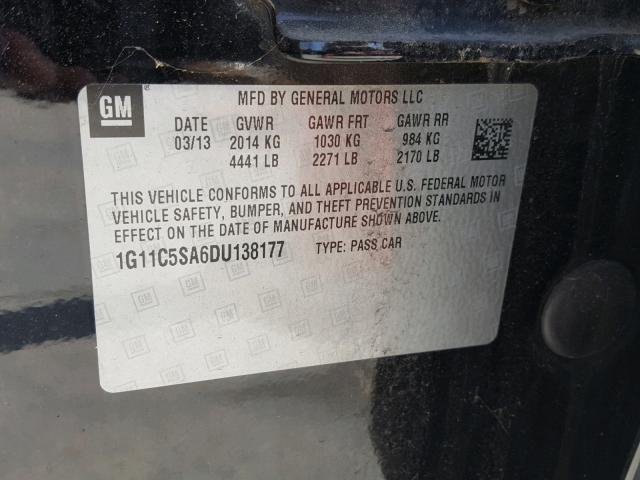 GM
MFD BY GENERAL MOTORS LLC
DATE GVWR GAWR FRT GAWR RR
03/13 2014 KG 1030 KG 984 KG
4441 LB 2271 LB 2170 LB
THIS VEHICLE CONFORMS TO ALL APPLICABLE U.S. FEDERAL MOTOR
VEHICLE SAFETY, BUMPER, AND THEFT PREVENTION STANDARDS IN
EFFECT ON THE DATE OF MANUFACTURE SHOWN ABOVE.
1G11C5SA6DU138177 TYPE: PASS CAR